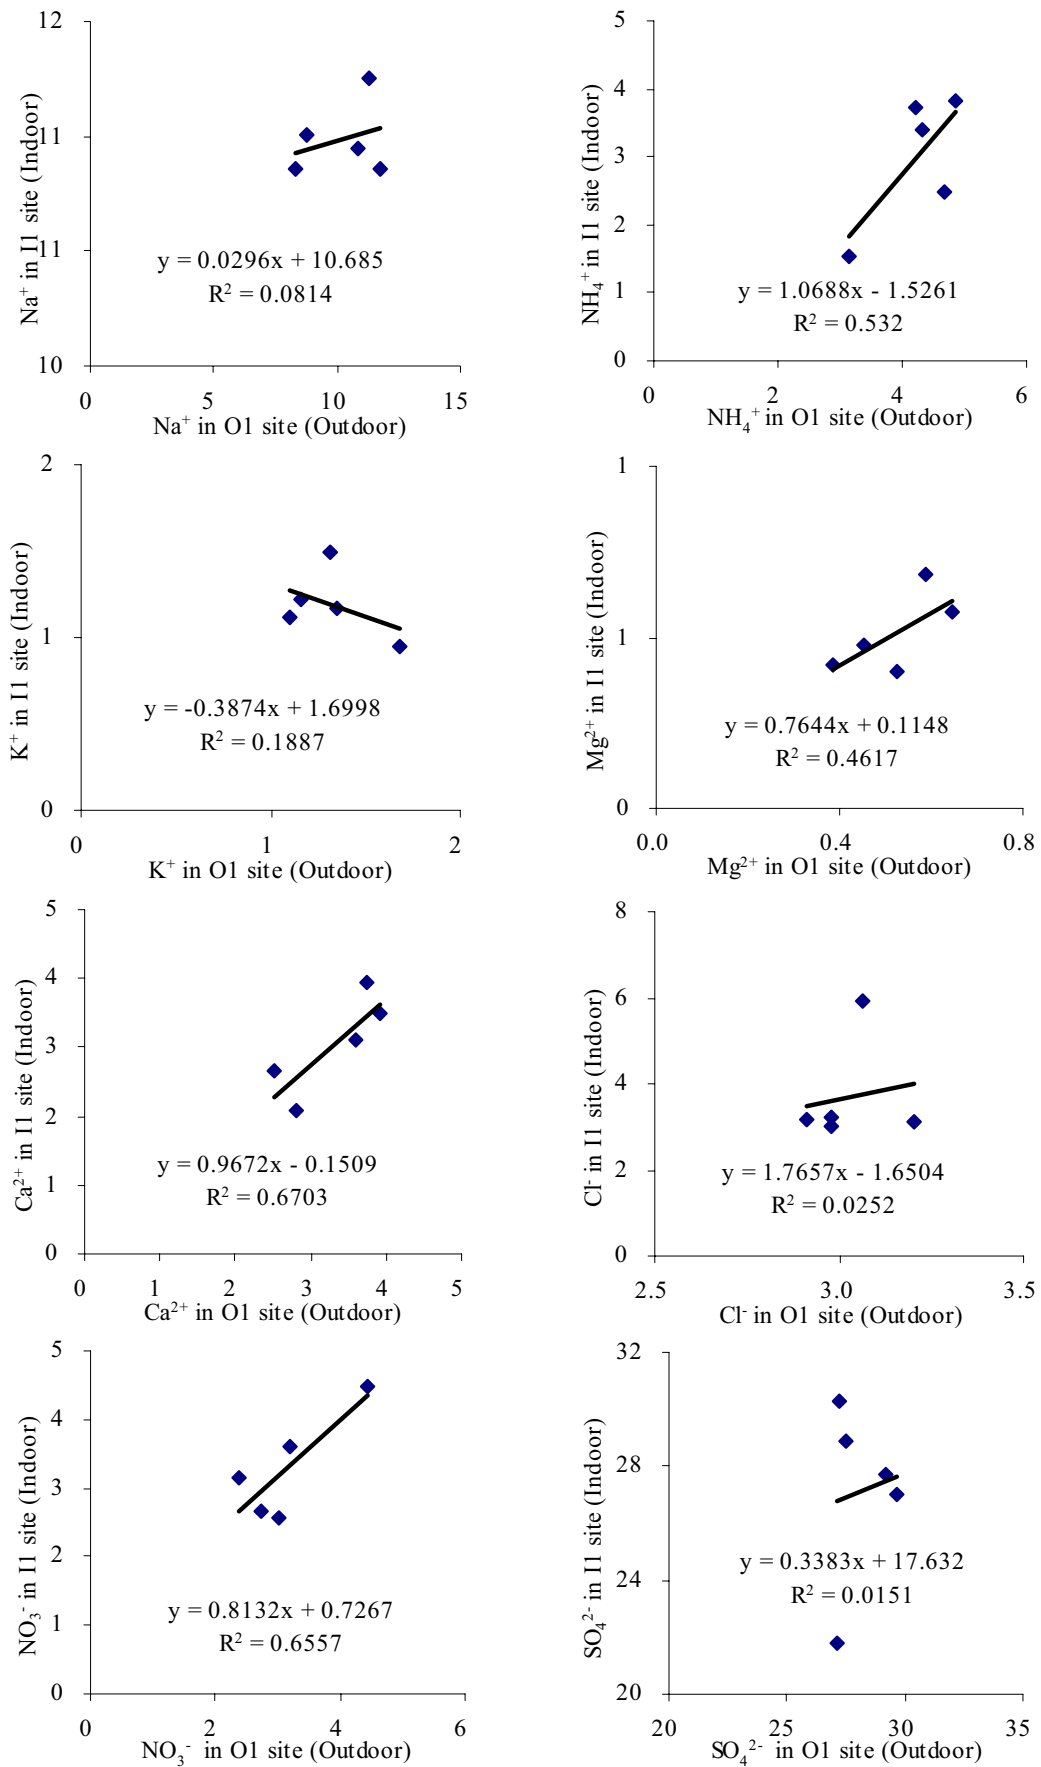 12
11
11
10
Na⁺ in I1 site (Indoor)
y = 0.0296x + 10.685
R² = 0.0814
0 5 10 15
Na⁺ in O1 site (Outdoor)
5
4
3
2
1
0
NH₄⁺ in I1 site (Indoor)
y = 1.0688x - 1.5261
R² = 0.532
0 2 4 6
NH₄⁺ in O1 site (Outdoor)
2
1
0
K⁺ in I1 site (Indoor)
y = -0.3874x + 1.6998
R² = 0.1887
0 1 2
K⁺ in O1 site (Outdoor)
1
1
0
Mg²⁺ in I1 site (Indoor)
y = 0.7644x + 0.1148
R² = 0.4617
0.0 0.4 0.8
Mg²⁺ in O1 site (Outdoor)
5
4
3
2
1
0
Ca²⁺ in I1 site (Indoor)
y = 0.9672x - 0.1509
R² = 0.6703
0 1 2 3 4 5
Ca²⁺ in O1 site (Outdoor)
8
6
4
2
0
Cl⁻ in I1 site (Indoor)
y = 1.7657x - 1.6504
R² = 0.0252
2.5 3.0 3.5
Cl⁻ in O1 site (Outdoor)
5
4
3
2
1
0
NO₃⁻ in I1 site (Indoor)
y = 0.8132x + 0.7267
R² = 0.6557
0 2 4 6
NO₃⁻ in O1 site (Outdoor)
32
28
24
20
SO₄²⁻ in I1 site (Indoor)
y = 0.3383x + 17.632
R² = 0.0151
20 25 30 35
SO₄²⁻ in O1 site (Outdoor)